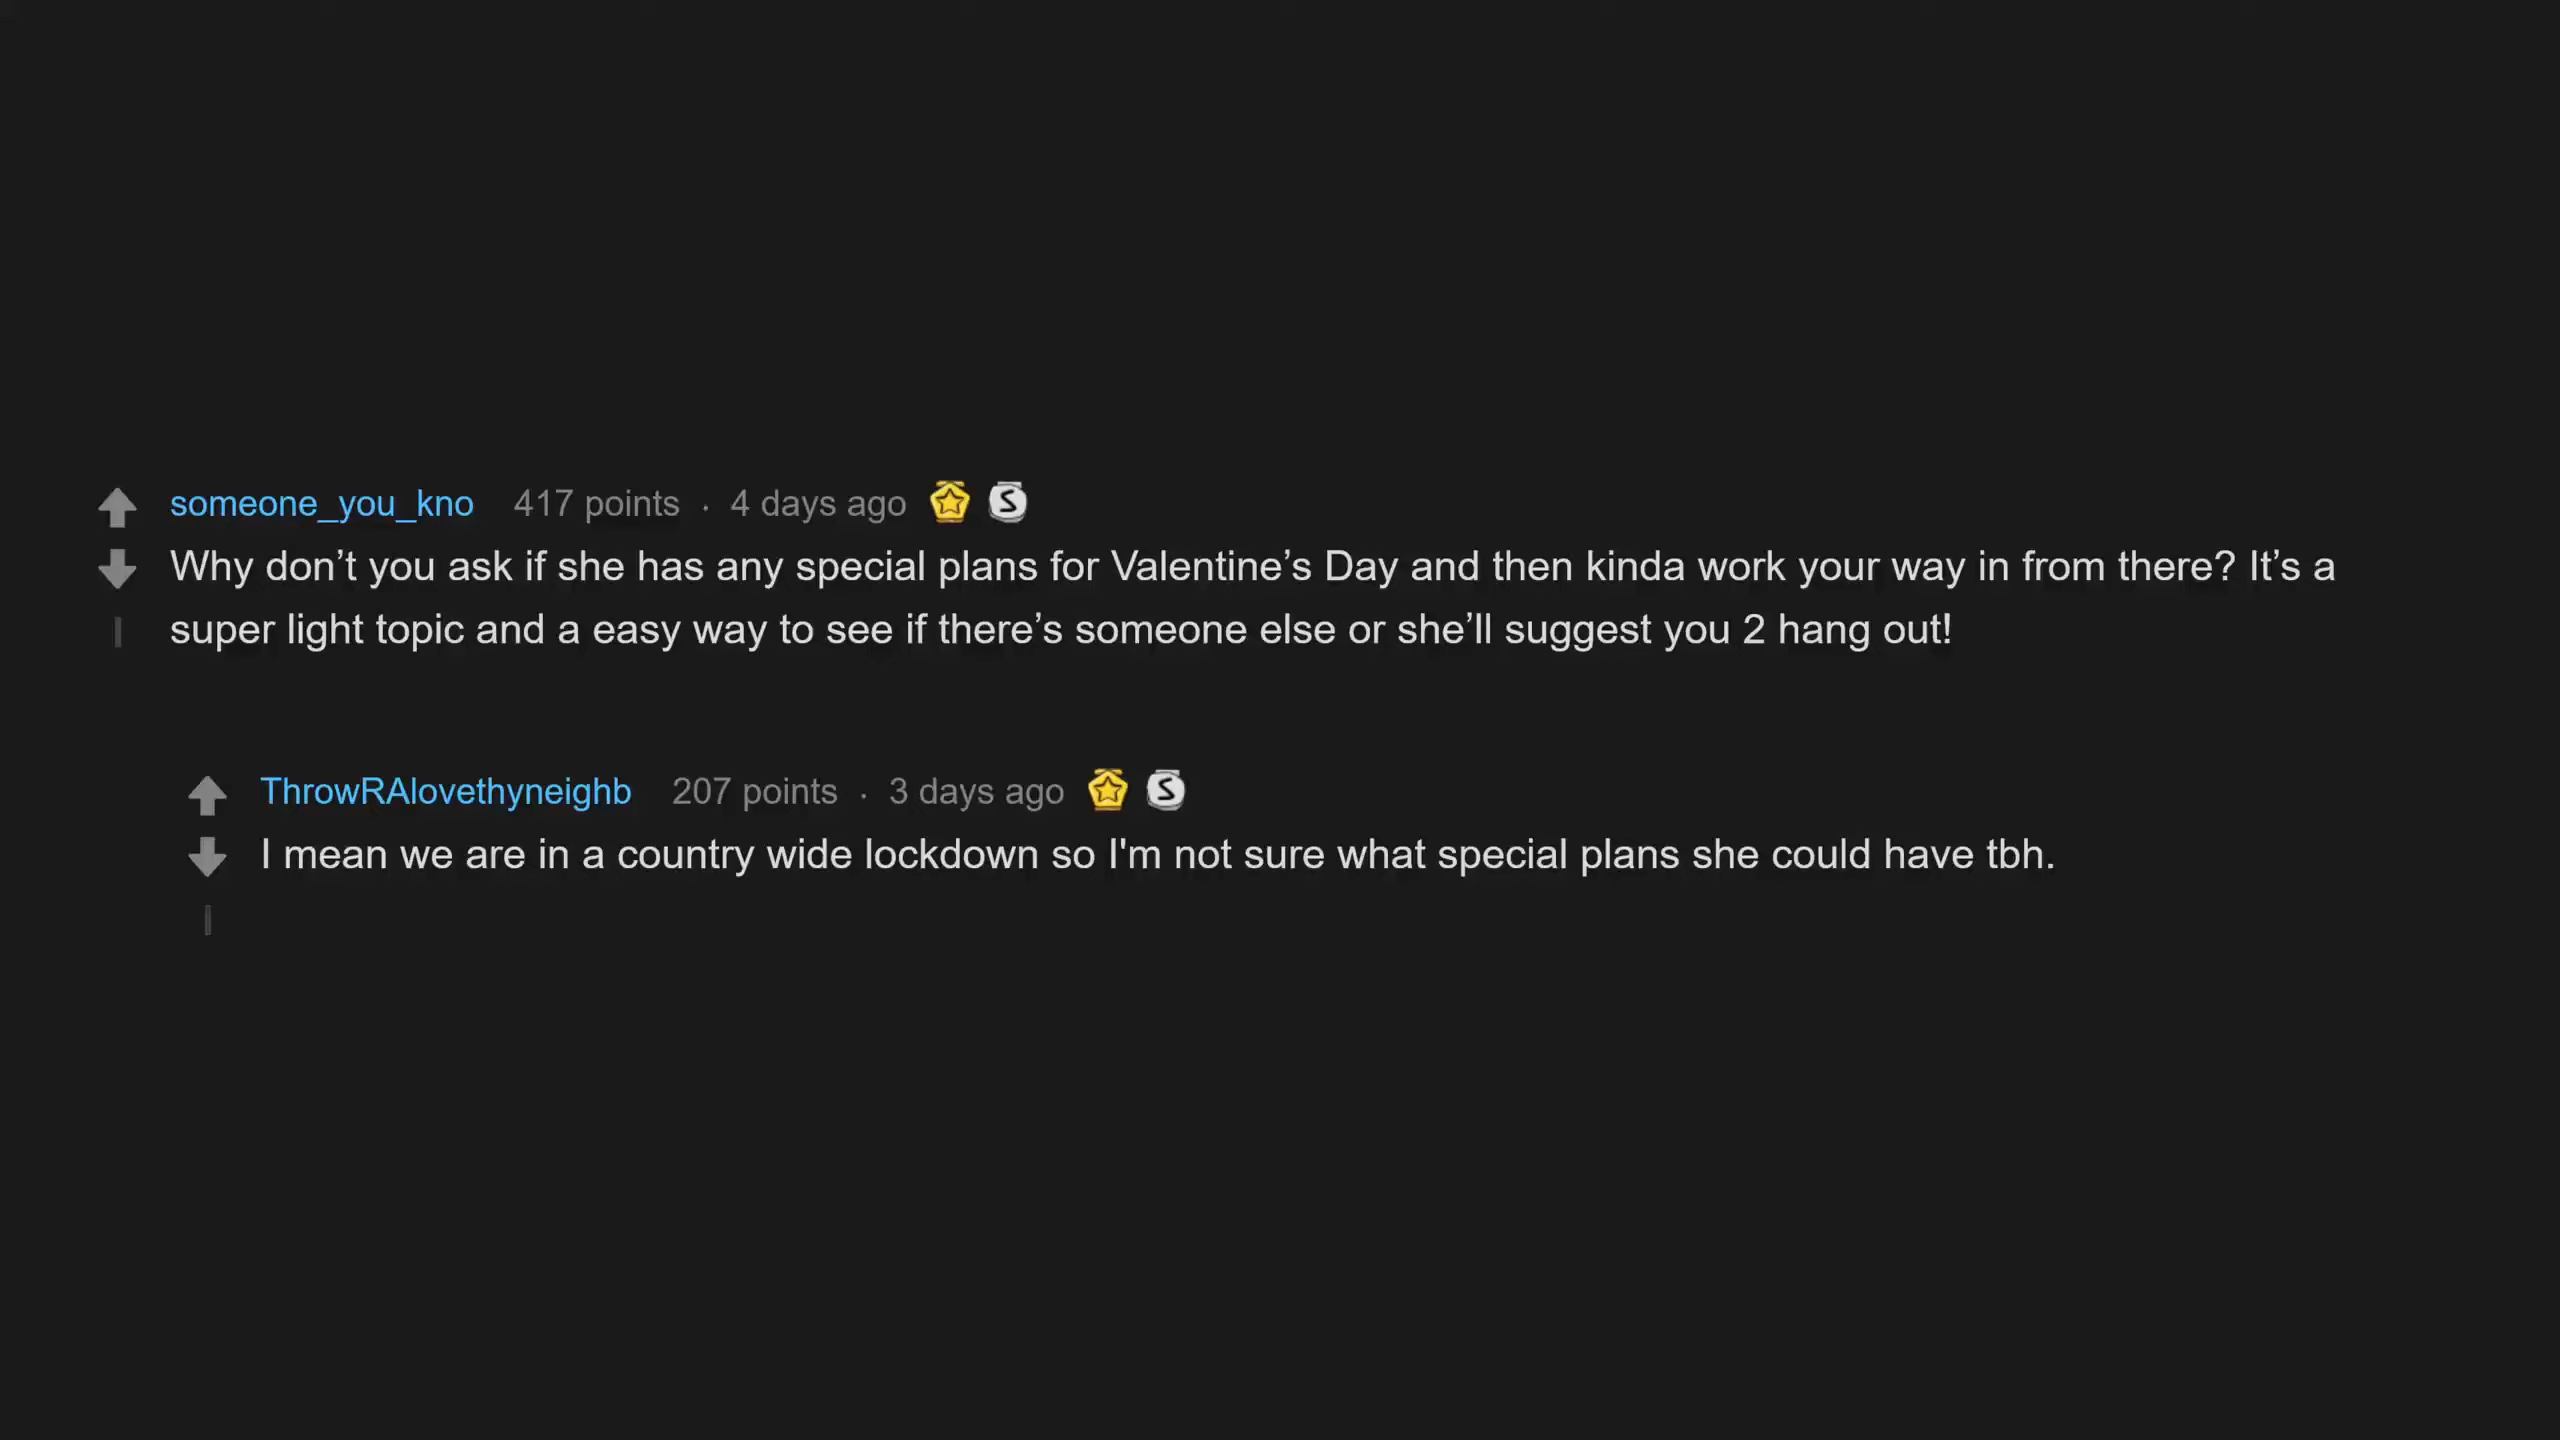 someone_you_kno 417 points · 4 days ago
Why don’t you ask if she has any special plans for Valentine’s Day and then kinda work your way in from there? It’s a
super light topic and a easy way to see if there’s someone else or she’ll suggest you 2 hang out!
ThrowRAlovethyneighb 207 points · 3 days ago
I mean we are in a country wide lockdown so I'm not sure what special plans she could have tbh.